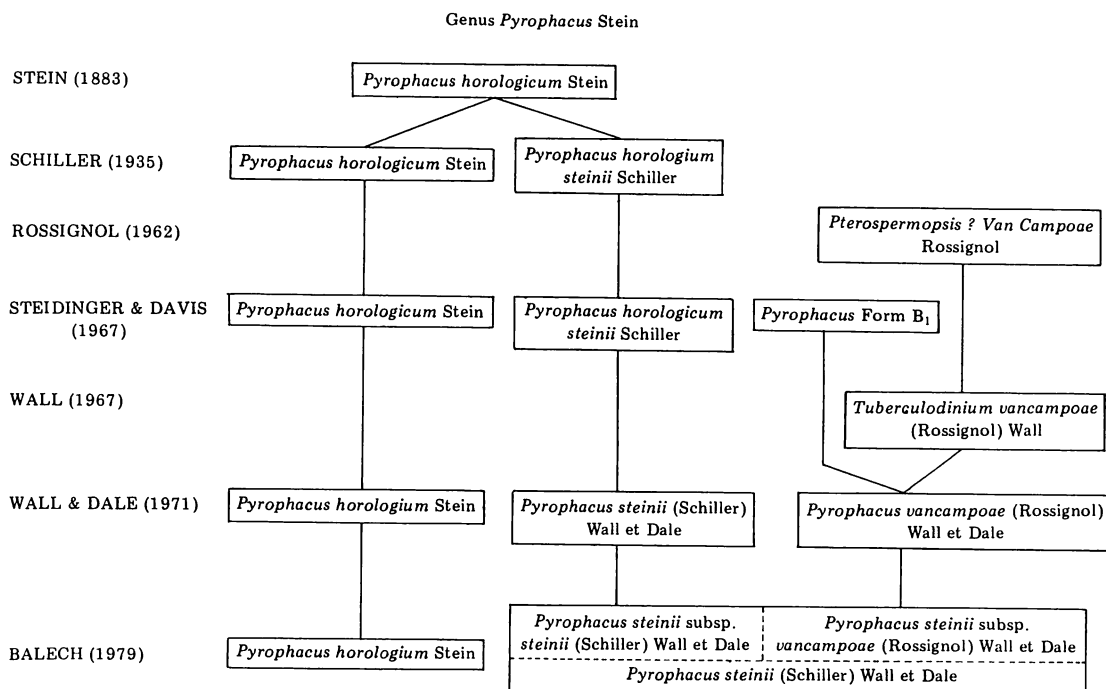 Genus Pyrophacus Stein
STEIN (1883)
Pyrophacus horologicum Stein
SCHILLER (1935)
Pyrophacus horologicum Stein
Pyrophacus horologium
steinii Schiller
ROSSIGNOL (1962)
Pterospermopsis ? Van Campoae
Rossignol
STEIDINGER & DAVIS
(1967)
Pyrophacus horologicum Stein
Pyrophacus horologicum
steinii Schiller
Pyrophacus Form B₁
WALL (1967)
Tuberculodinium vancampoae
(Rossignol) Wall
WALL & DALE (1971)
Pyrophacus horologium Stein
Pyrophacus steinii (Schiller)
Wall et Dale
Pyrophacus vancampoae (Rossignol)
Wall et Dale
BALECH (1979)
Pyrophacus horologicum Stein
Pyrophacus steinii subsp.
steinii (Schiller) Wall et Dale
Pyrophacus steinii subsp.
vancampoae (Rossignol) Wall et Dale
Pyrophacus steinii (Schiller) Wall et Dale